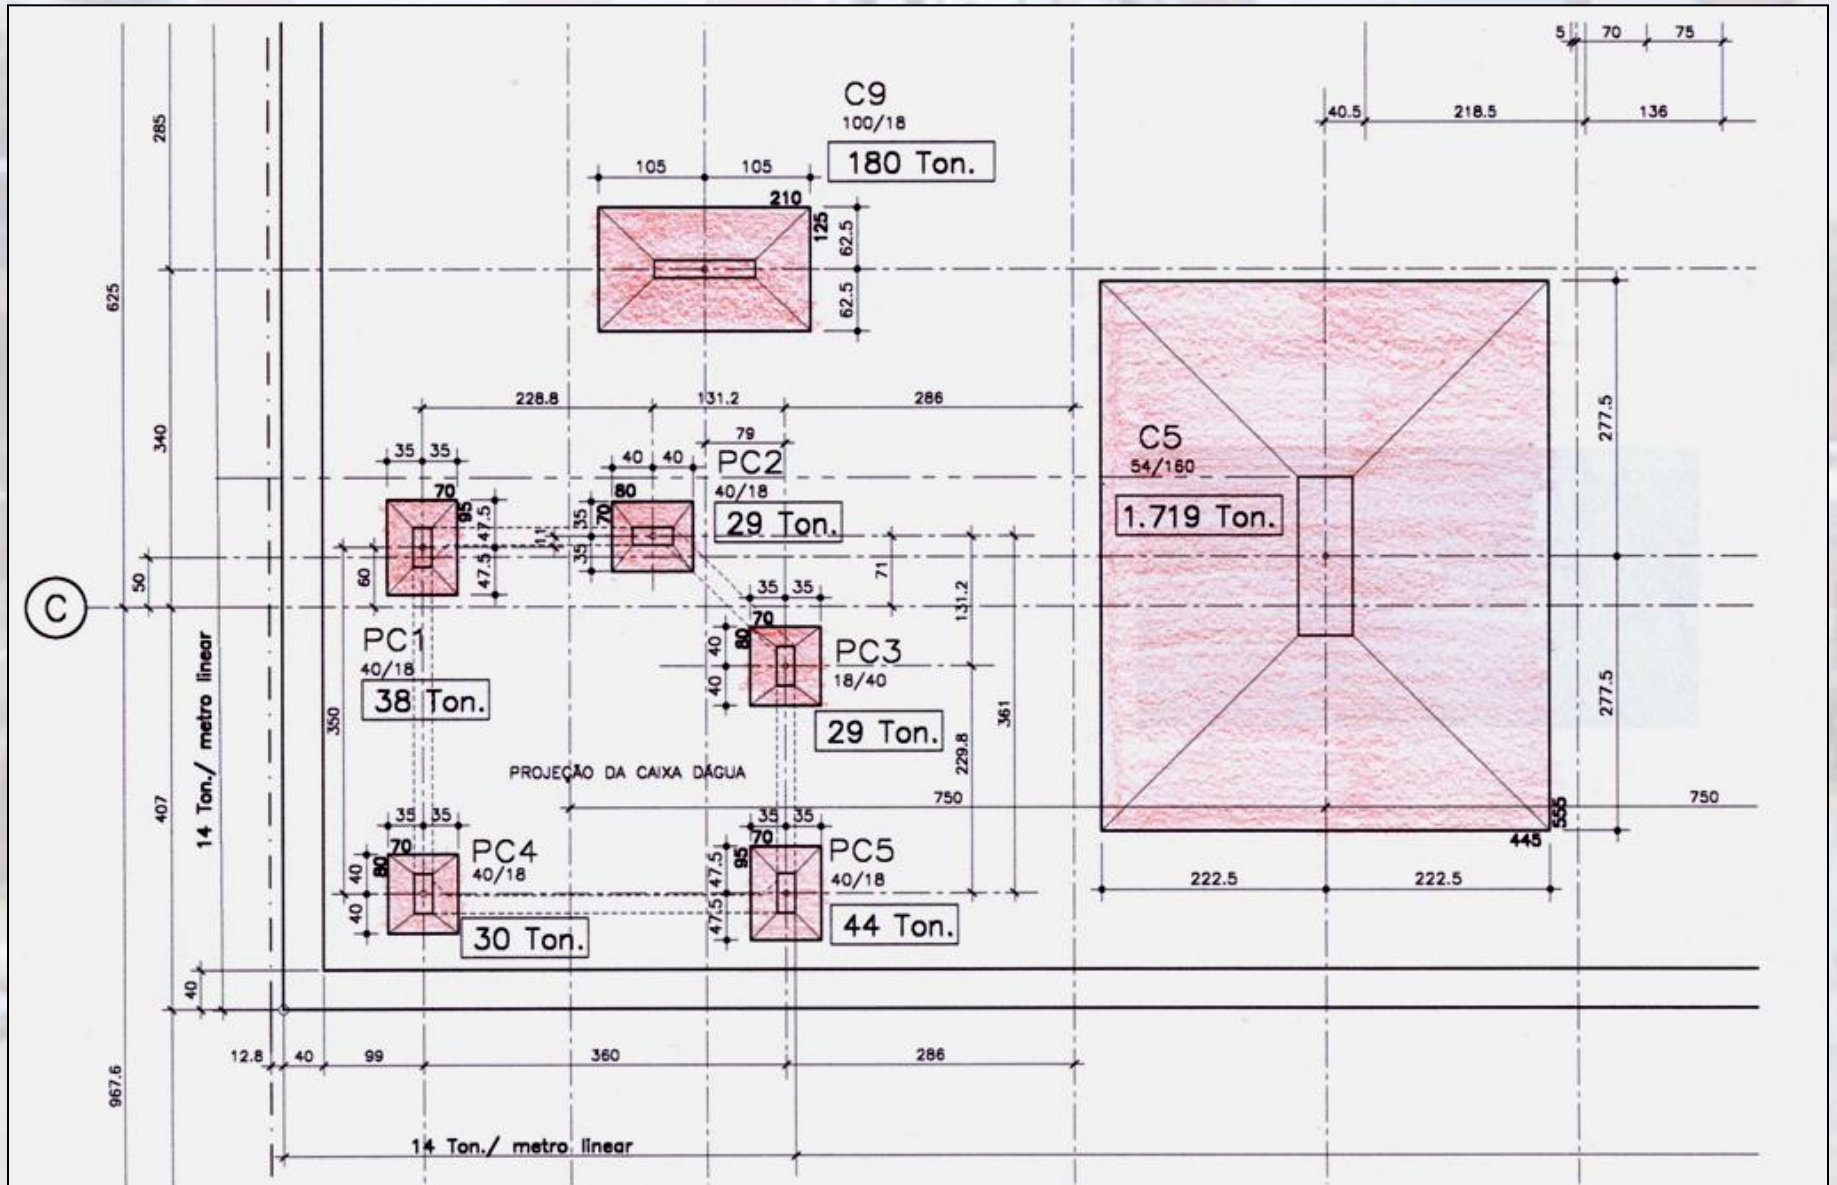 5 70 75
40.5 218.5 136
C9
100/18
180 Ton.
285
105 105
210
125
62.5
62.5
625
340
228.8 131.2 286
79
C5
54/160
1.719 Ton.
277.5
277.5
35 35
40 40
PC2
40/18
29 Ton.
70
95
47.5
47.5
80
70
35
35
11
71
131.2
50
60
C
PC1
40/18
38 Ton.
35 35
70
80
40
40
PC3
18/40
29 Ton.
14 Ton./ metro linear
350
361
229.8
PROJEÇÃO DA CAIXA DÁGUA
750 750
407
555
445
222.5 222.5
35 35
70
80
40
40
PC4
40/18
30 Ton.
35 35
70
95
47.5
47.5
PC5
40/18
44 Ton.
40
12.8 40 99 360 286
967.6
14 Ton./ metro linear